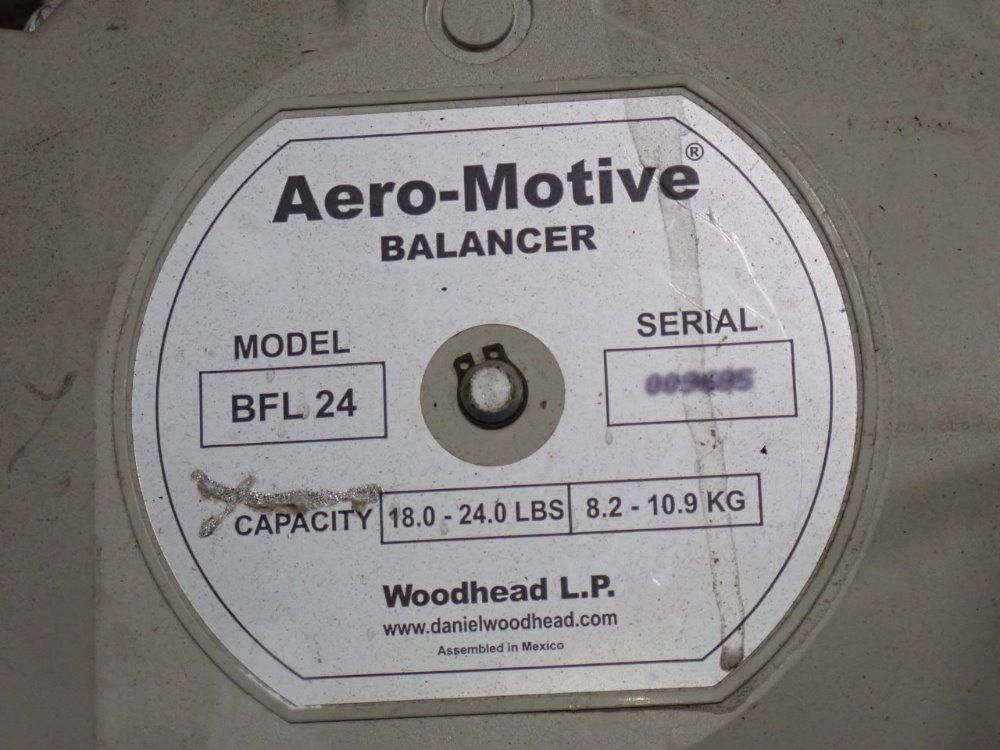 Aero-Motive®
BALANCER
MODEL
SERIAL
BFL 24
CAPACITY 18.0 - 24.0 LBS 8.2 - 10.9 KG
Woodhead L.P.
www.danielwoodhead.com
Assembled in Mexico